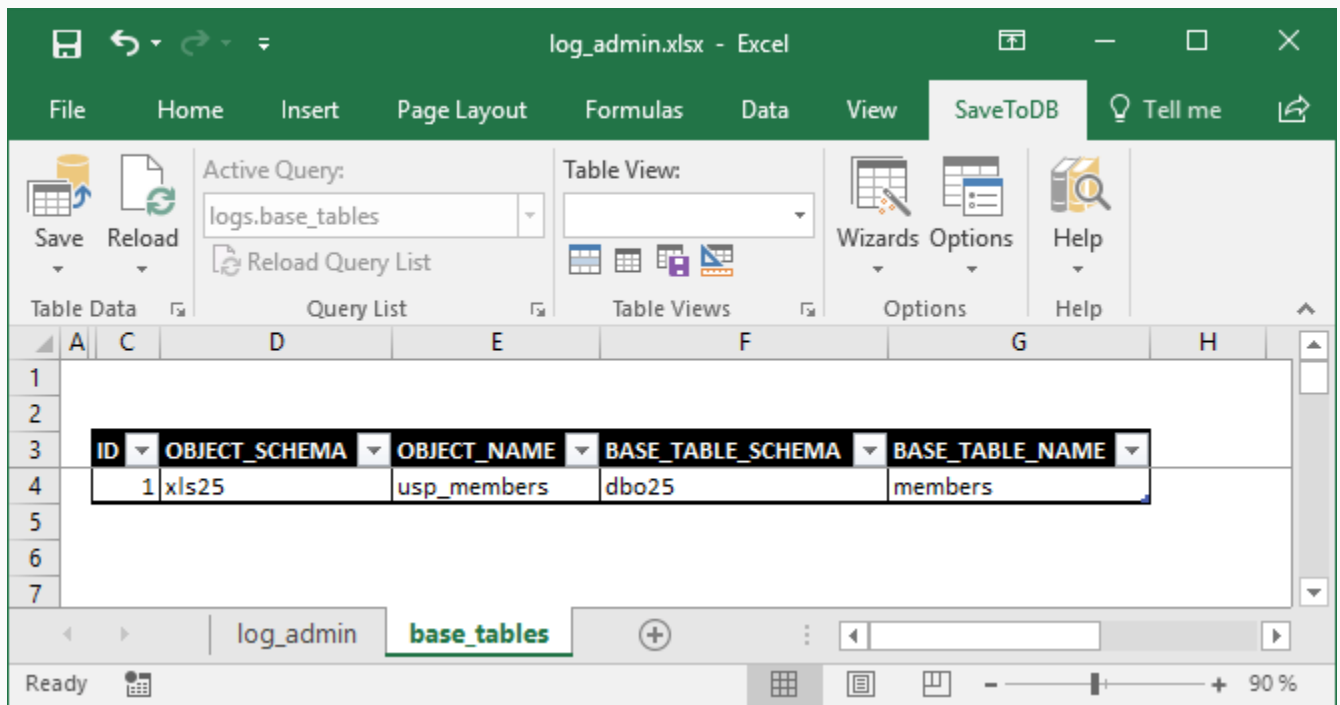 log_admin.xlsx - Excel
File Home Insert Page Layout Formulas Data View SaveToDB Tell me
Active Query: Table View:
logs.base_tables
Save Reload Wizards Options Help
Reload Query List
Table Data Query List Table Views Options Help
A C D E F G H
1
2
3 ID OBJECT_SCHEMA OBJECT_NAME BASE_TABLE_SCHEMA BASE_TABLE_NAME
4 1 xls25 usp_members dbo25 members
5
6
7
log_admin base_tables
Ready 90 %